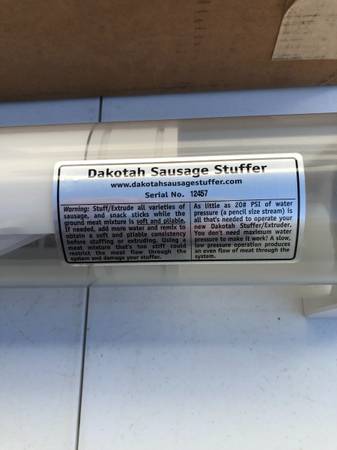 Dakotah Sausage Stuffer
www.dakotahsausagestuffer.com
Serial No. 12457
Warning: Stuff/Extrude all varieties of
sausage, and snack sticks while the
ground meat mixture is soft and pliable.
If needed, add more water and remix to
obtain a soft and pliable consistency
before stuffing or extruding. Using a
meat mixture that's too stiff could
restrict the meat flow through the
system and damage your stuffer.
As little as 20# PSI of water
pressure (a pencil size stream) is
all that's needed to operate your
new Dakotah Stuffer/Extruder.
You don't need maximum water
pressure to make it work! A slow,
low pressure operation produces
an even flow of meat through the
system.